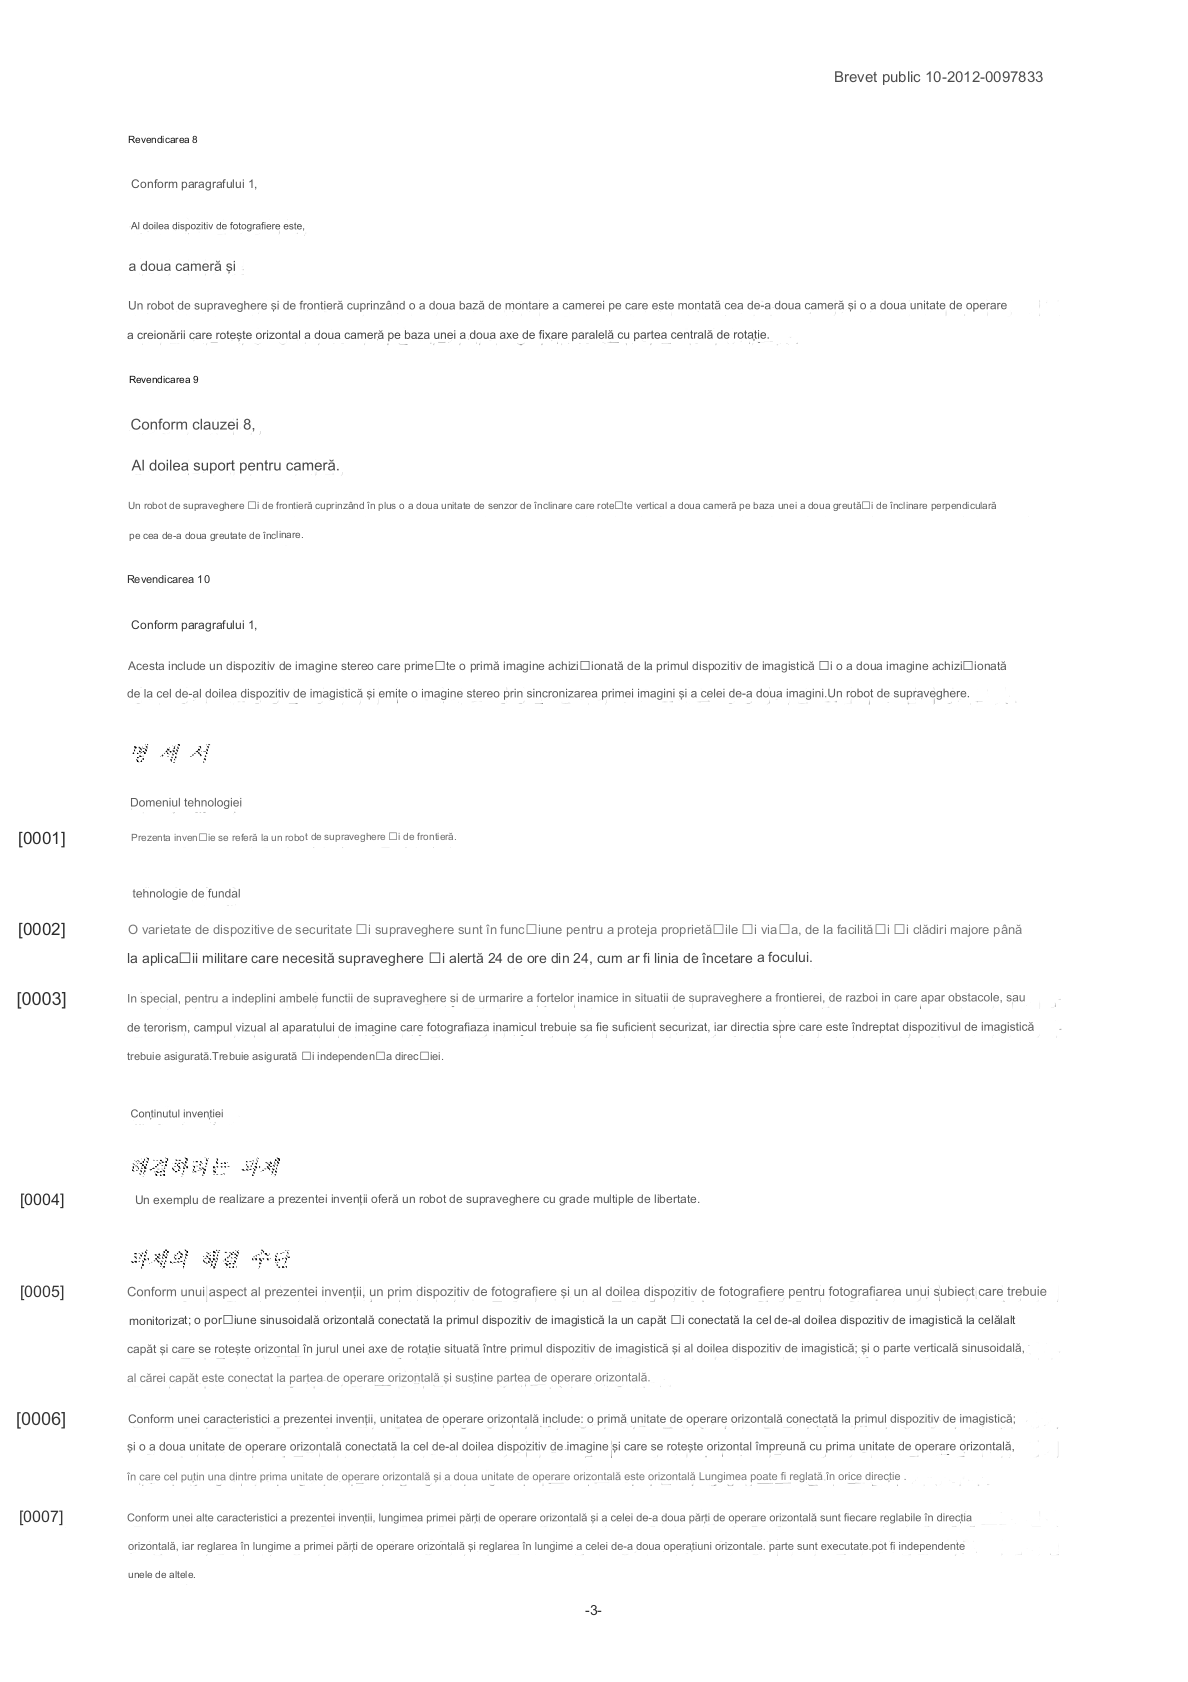 Brevet public 10-2012-0097833
Revendicarea 8
Conform paragrafului 1,
Al doilea dispozitiv de fotografiere este,
a doua cameră și
Un robot de supraveghere și de frontieră cuprinzând o a doua bază de montare a camerei pe care este montată cea de-a doua cameră și o a doua unitate de operare
a creionării care rotește orizontal a doua cameră pe baza unei a doua axe de fixare paralelă cu partea centrală de rotație.
Revendicarea 9
Conform clauzei 8,
Al doilea suport pentru cameră.
Un robot de supraveghere □i de frontieră cuprinzând în plus o a doua unitate de senzor de înclinare care rote□te vertical a doua cameră pe baza unei a doua greută□i de înclinare perpendiculară
pe cea de-a doua greutate de înclinare.
Revendicarea 10
Conform paragrafului 1,
Acesta include un dispozitiv de imagine stereo care prime□te o primă imagine achizi□ionată de la primul dispozitiv de imagistică □i o a doua imagine achizi□ionată
de la cel de-al doilea dispozitiv de imagistică și emite o imagine stereo prin sincronizarea primei imagini și a celei de-a doua imagini.Un robot de supraveghere.
명 세 서
Domeniul tehnologiei
[0001] Prezenta inven□ie se referă la un robot de supraveghere □i de frontieră.
tehnologie de fundal
[0002] O varietate de dispozitive de securitate □i supraveghere sunt în func□iune pentru a proteja proprietă□ile □i via□a, de la facilită□i □i clădiri majore până
la aplica□ii militare care necesită supraveghere □i alertă 24 de ore din 24, cum ar fi linia de încetare a focului.
[0003] In special, pentru a indeplini ambele functii de supraveghere si de urmarire a fortelor inamice in situatii de supraveghere a frontierei, de razboi in care apar obstacole, sau
de terorism, campul vizual al aparatului de imagine care fotografiaza inamicul trebuie sa fie suficient securizat, iar directia spre care este îndreptat dispozitivul de imagistică
trebuie asigurată.Trebuie asigurată □i independen□a direc□iei.
Conținutul invenției
해결하려는 과제
[0004] Un exemplu de realizare a prezentei invenții oferă un robot de supraveghere cu grade multiple de libertate.
과제의 해결 수단
[0005] Conform unui aspect al prezentei invenții, un prim dispozitiv de fotografiere și un al doilea dispozitiv de fotografiere pentru fotografiarea unui subiect care trebuie
monitorizat; o por□iune sinusoidală orizontală conectată la primul dispozitiv de imagistică la un capăt □i conectată la cel de-al doilea dispozitiv de imagistică la celălalt
capăt și care se rotește orizontal în jurul unei axe de rotație situată între primul dispozitiv de imagistică și al doilea dispozitiv de imagistică; și o parte verticală sinusoidală,
al cărei capăt este conectat la partea de operare orizontală și susține partea de operare orizontală.
[0006] Conform unei caracteristici a prezentei invenții, unitatea de operare orizontală include: o primă unitate de operare orizontală conectată la primul dispozitiv de imagistică;
și o a doua unitate de operare orizontală conectată la cel de-al doilea dispozitiv de imagine și care se rotește orizontal împreună cu prima unitate de operare orizontală,
în care cel puțin una dintre prima unitate de operare orizontală și a doua unitate de operare orizontală este orizontală Lungimea poate fi reglată în orice direcție .
[0007] Conform unei alte caracteristici a prezentei invenții, lungimea primei părți de operare orizontală și a celei de-a doua părți de operare orizontală sunt fiecare reglabile în direcția
orizontală, iar reglarea în lungime a primei părți de operare orizontală și reglarea în lungime a celei de-a doua operațiuni orizontale. parte sunt executate.pot fi independente
unele de altele.
-3-